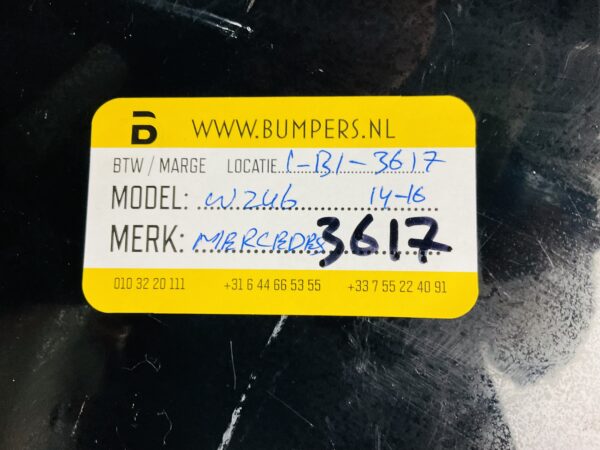 B WWW.BUMPERS.NL
BTW / MARGE LOCATIE 1-B1-3617
MODEL: W246 14-16
MERK: MERCEDES 3617
010 32 20 111 +31 6 44 66 53 55 +33 7 55 22 40 91